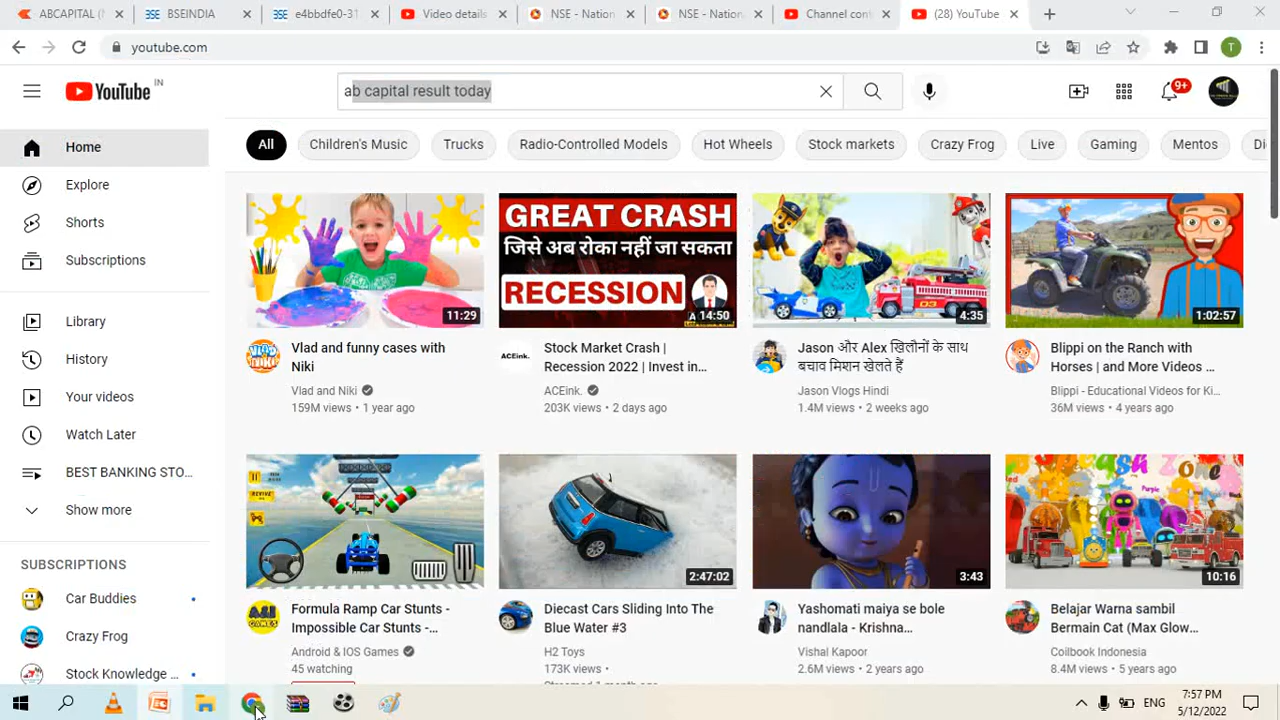 ABCAPITAL (
BSEINDIA
e4bbdfe0-31
Video details
NSE - Nation
NSE - Nation
Channel cont
(28) YouTube
youtube.com
YouTube IN
ab capital result today
9+
Home
Explore
Shorts
Subscriptions
Library
History
Your videos
Watch Later
BEST BANKING STO...
Show more
SUBSCRIPTIONS
Car Buddies
Crazy Frog
Stock Knowledge ...
All
Children's Music
Trucks
Radio-Controlled Models
Hot Wheels
Stock markets
Crazy Frog
Live
Gaming
Mentos
Di
11:29
GREAT CRASH
जिसे अब रोका नहीं जा सकता
RECESSION
14:50
03
4:35
1:02:57
Vlad and funny cases with
Niki
Vlad and Niki
159M views • 1 year ago
ACEink.
Stock Market Crash |
Recession 2022 | Invest in...
ACEink.
203K views • 2 days ago
Jason और Alex खिलौनों के साथ
बचाव मिशन खेलते हैं
Jason Vlogs Hindi
1.4M views • 2 weeks ago
Blippi on the Ranch with
Horses | and More Videos ...
Blippi - Educational Videos for Ki...
36M views • 4 years ago
2:47:02
3:43
10:16
Formula Ramp Car Stunts -
Impossible Car Stunts -...
Android & IOS Games
45 watching
Diecast Cars Sliding Into The
Blue Water #3
H2 Toys
173K views •
Yashomati maiya se bole
nandlala - Krishna...
Vishal Kapoor
2.6M views • 2 years ago
Belajar Warna sambil
Bermain Cat (Max Glow...
Coilbook Indonesia
8.4M views • 5 years ago
ENG
7:57 PM
5/12/2022